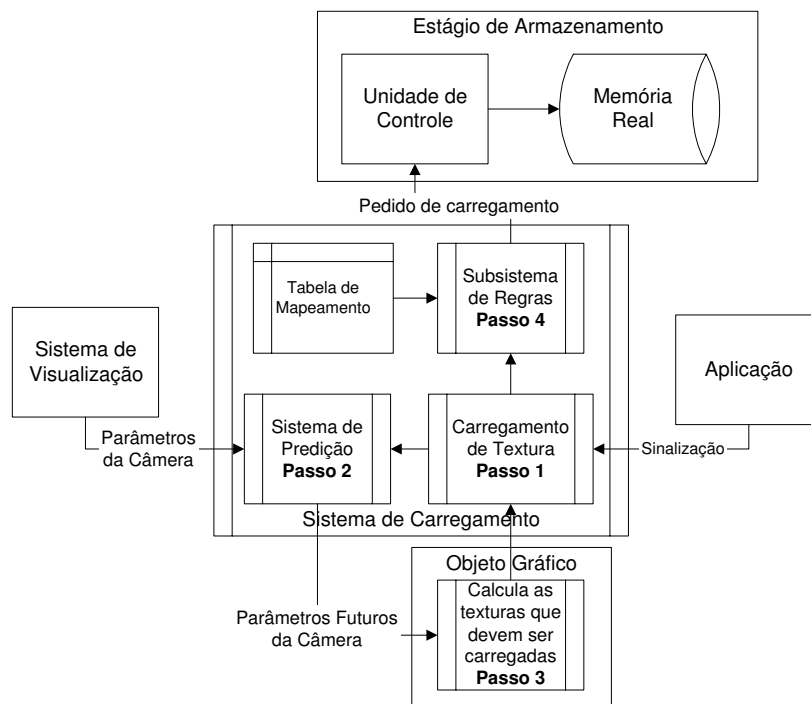 Estágio de Armazenamento
Unidade de
Controle
Memória
Real
Pedido de carregamento
Tabela de
Mapeamento
Subsistema
de Regras
Passo 4
Sistema de
Visualização
Aplicação
Parâmetros
da Câmera
Sistema de
Predição
Passo 2
Carregamento
de Textura
Passo 1
Sinalização
Sistema de Carregamento
Objeto Gráfico
Parâmetros Futuros
da Câmera
Calcula as
texturas que
devem ser
carregadas
Passo 3